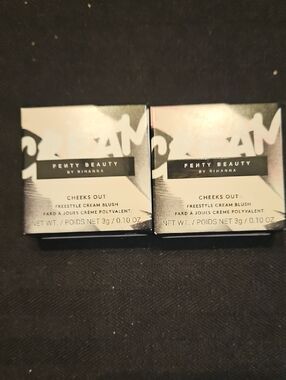 CREAM
FENTY BEAUTY
BY RIHANNA
CHEEKS OUT
FREESTYLE CREAM BLUSH
FARD À JOUES CRÈME POLYVALENT
NET WT. / POIDS NET 3g / 0.10 OZ.
CREAM
FENTY BEAUTY
BY RIHANNA
CHEEKS OUT
FREESTYLE CREAM BLUSH
FARD À JOUES CRÈME POLYVALENT
NET WT. / POIDS NET 3g / 0.10 OZ.